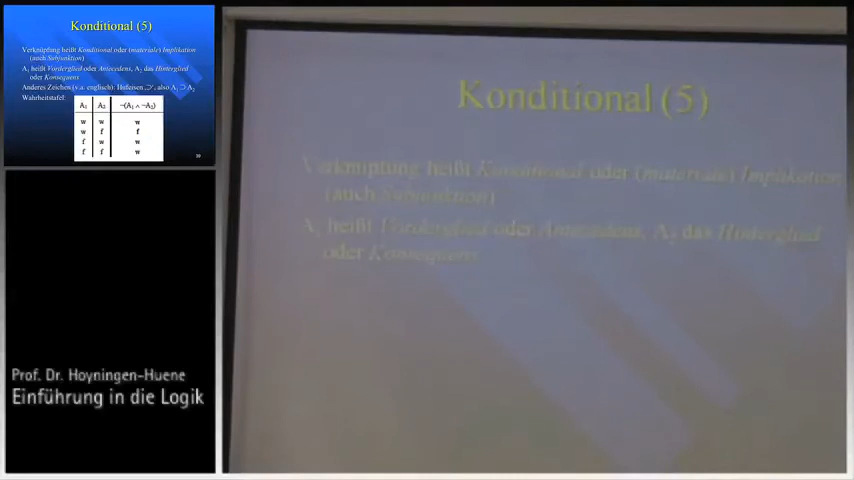 Konditional (5)
Verknüpfung heißt Konditional oder (materiale) Implikation
(auch Subjunktion)
A₁ heißt Vorderglied oder Antecedens, A₂ das Hinterglied
oder Konsequens
Anderes Zeichen (v.a. englisch): Hufeisen „⊃“, also A₁ ⊃ A₂
Wahrheitstafel:
A₁ A₂ ¬(A₁ ∧ ¬A₂)
w w w
w f f
f w w
f f w
Prof. Dr. Hoyningen-Huene
Einführung in die Logik
Konditional (5)
Verknüpfung heißt Konditional oder (materiale) Implikation
(auch Subjunktion)
A₁ heißt Vorderglied oder Antecedens, A₂ das Hinterglied
oder Konsequens